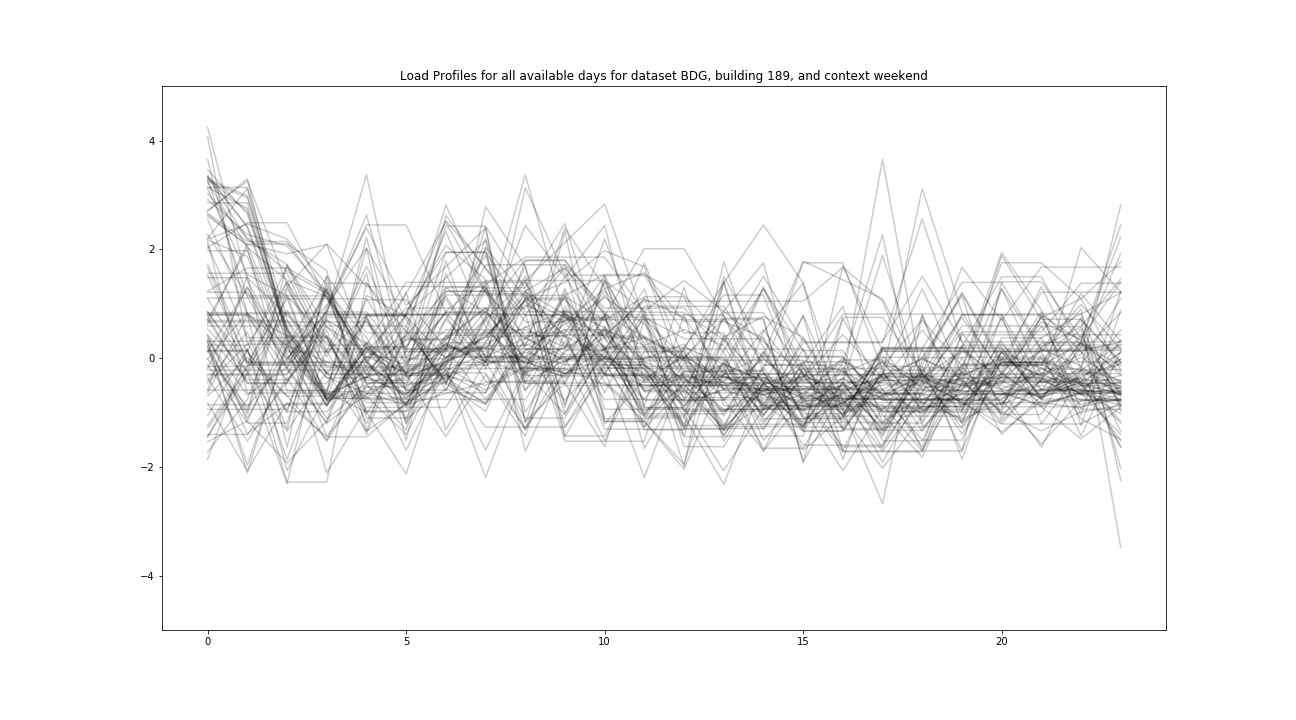 Load Profiles for all available days for dataset BDG, building 189, and context weekend
4
2
0
−2
−4
0 5 10 15 20